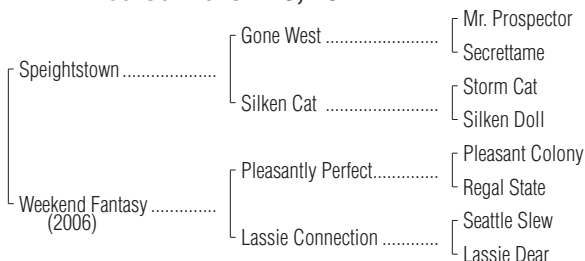 Mr. Prospector
Gone West ........................
Secrettame
Speightstown ....................
Storm Cat
Silken Cat ........................
Silken Doll
Pleasant Colony
Pleasantly Perfect..............
Regal State
Weekend Fantasy ..............
(2006)
Seattle Slew
Lassie Connection ............
Lassie Dear